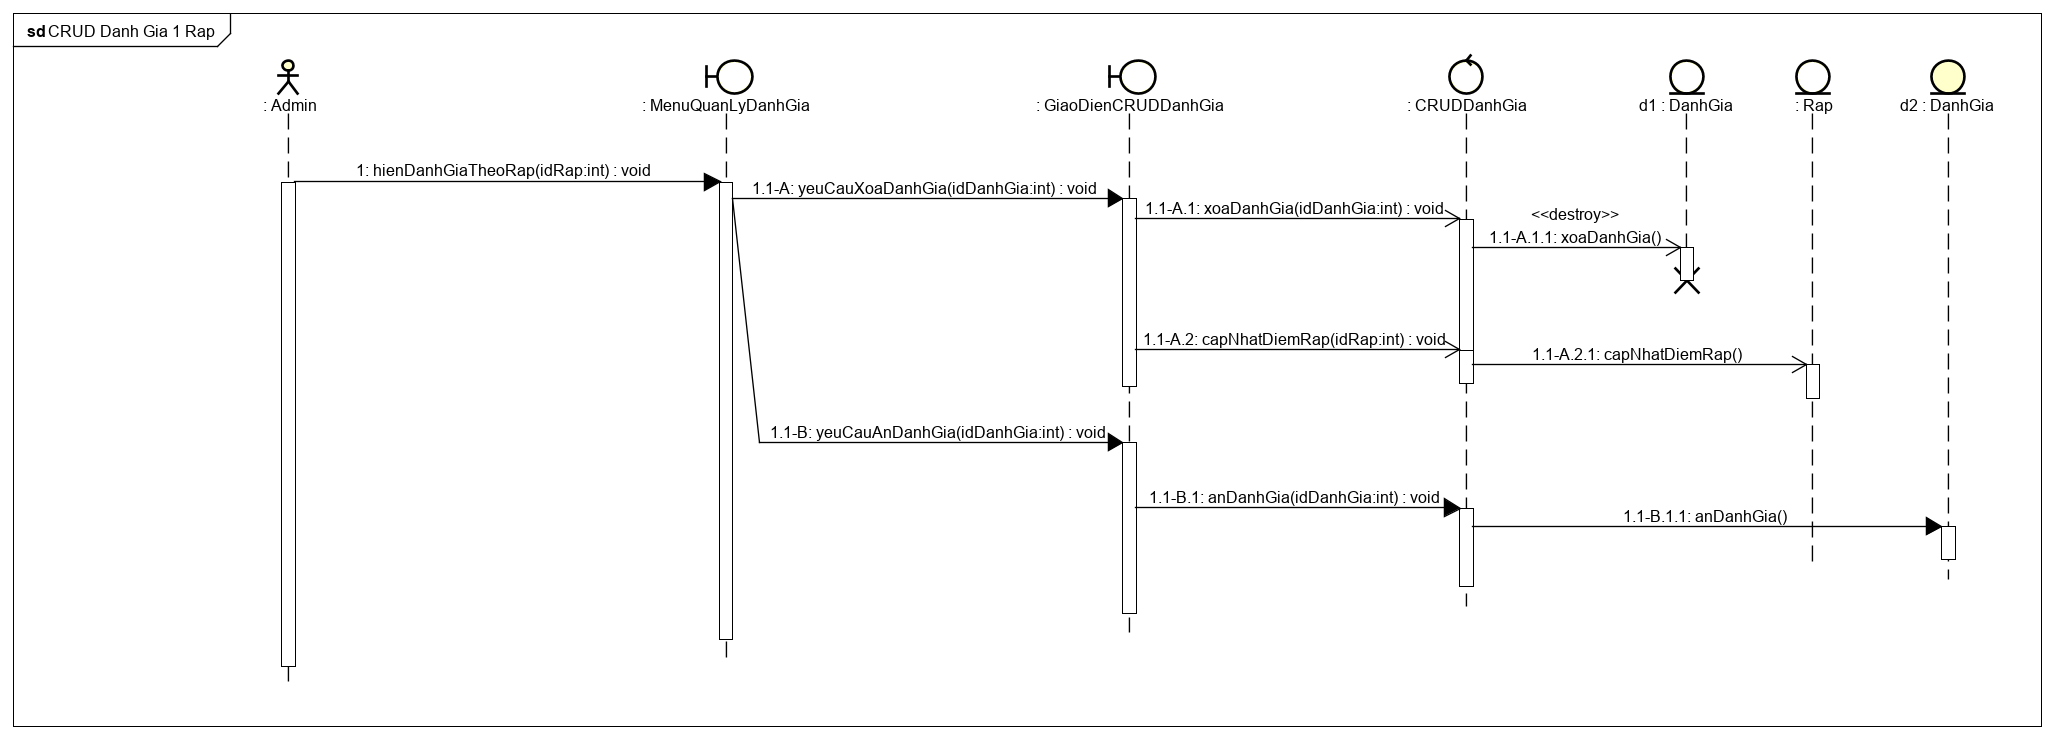 sd CRUD Danh Gia 1 Rap
: Admin
: MenuQuanLyDanhGia
: GiaoDienCRUDDanhGia
: CRUDDanhGia
d1 : DanhGia
: Rap
d2 : DanhGia
1: hienDanhGiaTheoRap(idRap:int) : void
1.1-A: yeuCauXoaDanhGia(idDanhGia:int) : void
1.1-A.1: xoaDanhGia(idDanhGia:int) : void
<<destroy>>
1.1-A.1.1: xoaDanhGia()
1.1-A.2: capNhatDiemRap(idRap:int) : void
1.1-A.2.1: capNhatDiemRap()
1.1-B: yeuCauAnDanhGia(idDanhGia:int) : void
1.1-B.1: anDanhGia(idDanhGia:int) : void
1.1-B.1.1: anDanhGia()